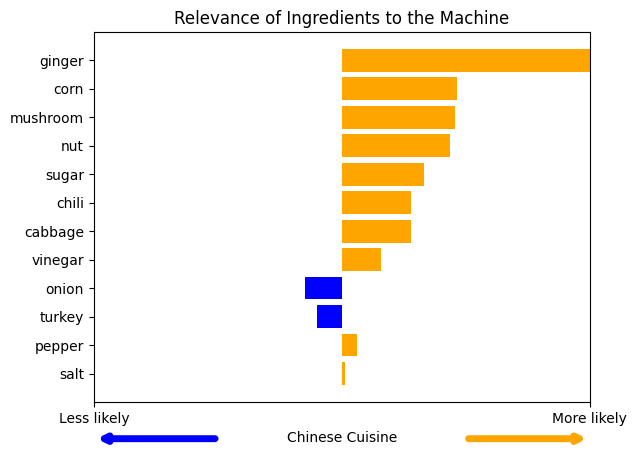 Relevance of Ingredients to the Machine
ginger
corn
mushroom
nut
sugar
chili
cabbage
vinegar
onion
turkey
pepper
salt
Less likely More likely
Chinese Cuisine